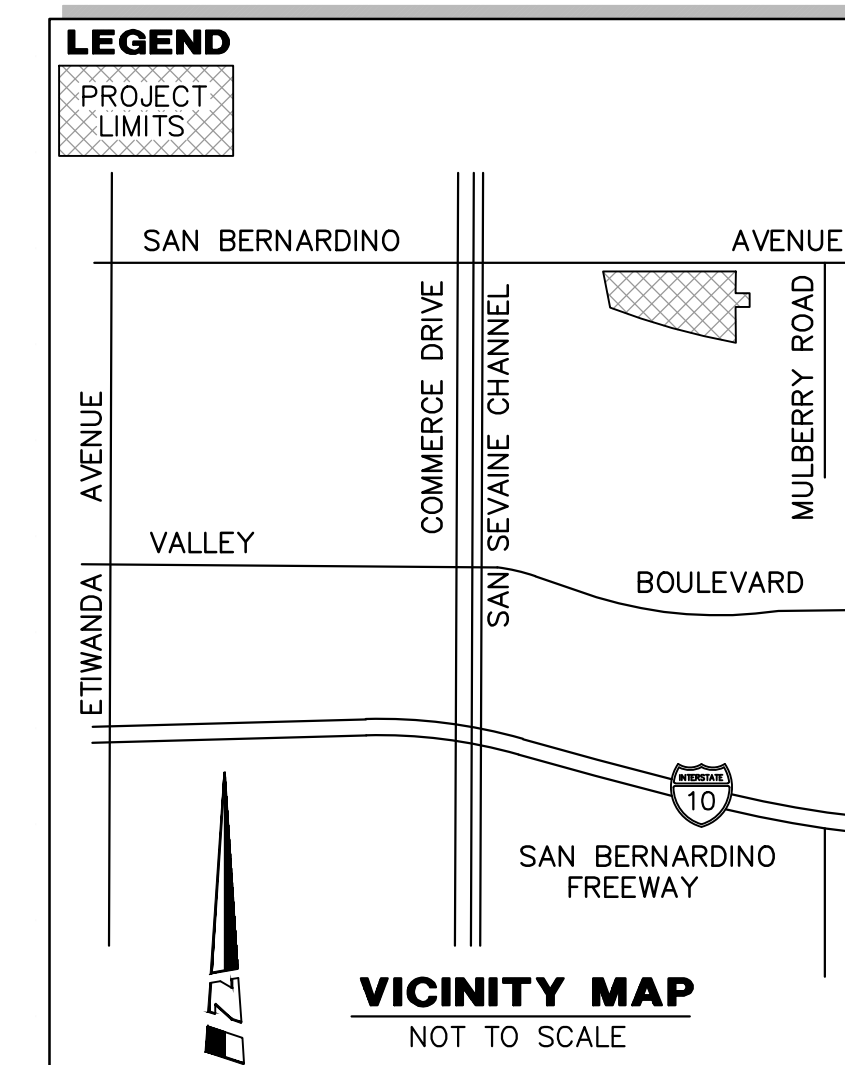 LEGEND
PROJECT
LIMITS
SAN BERNARDINO AVENUE
COMMERCE DRIVE
SAN SEVAINE CHANNEL
MULBERRY ROAD
ETIWANDA AVENUE
VALLEY BOULEVARD
INTERSTATE
10
SAN BERNARDINO
FREEWAY
N
VICINITY MAP
NOT TO SCALE